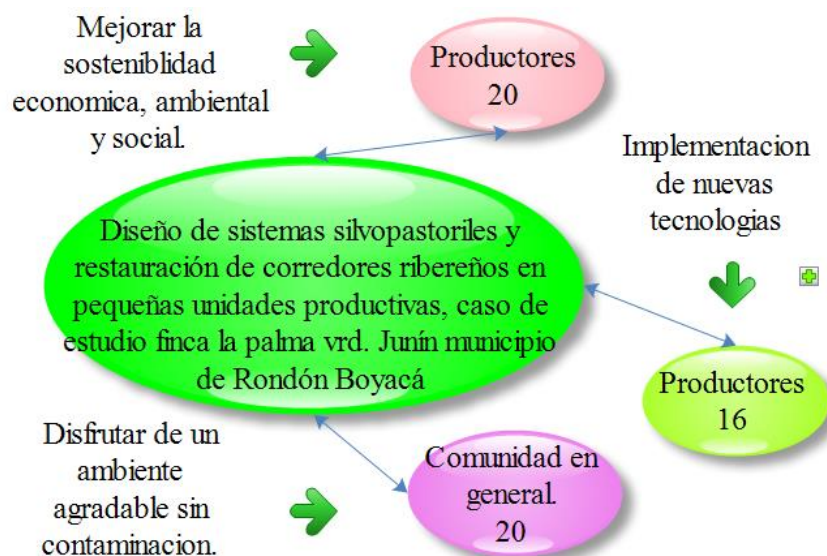 Mejorar la
sosteniblidad
economica, ambiental
y social.
Productores
20
Implementacion
de nuevas
tecnologias
Diseño de sistemas silvopastoriles y
restauración de corredores ribereños en
pequeñas unidades productivas, caso de
estudio finca la palma vrd. Junín municipio
de Rondón Boyacá
Productores
16
Disfrutar de un
ambiente
agradable sin
contaminacion.
Comunidad en
general.
20